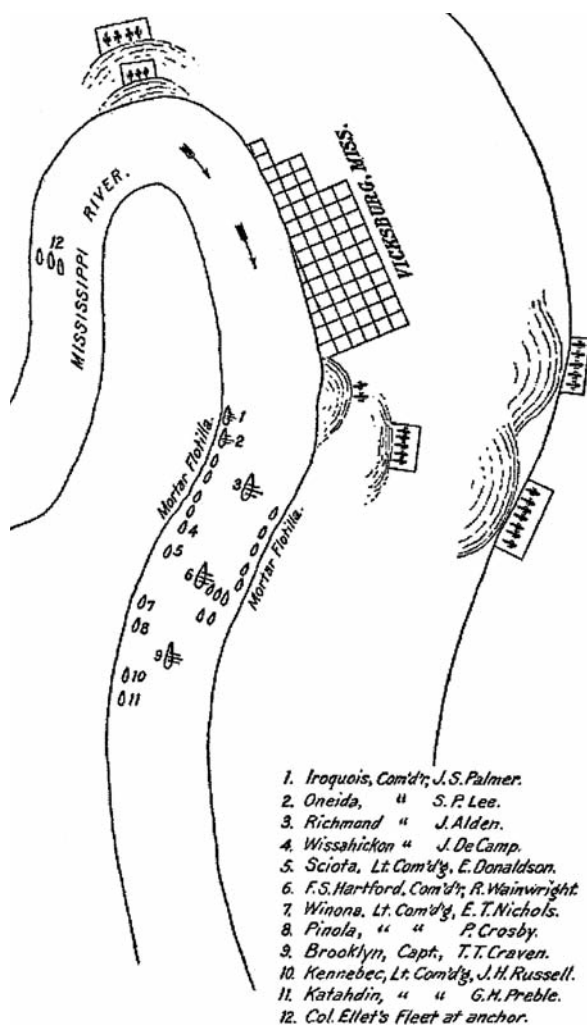 VICKSBURG, MISS.
MISSISSIPPI RIVER.
12
1
2
Mortar Flotilla.
3
4
5
6
Mortar Flotilla.
7
8
9
10
11
1. Iroquois, Com'd'r, J.S. Palmer.
2. Oneida, " S.P. Lee.
3. Richmond " J. Alden.
4. Wissahickon " J. De Camp.
5. Sciota, Lt. Com'd'g, E. Donaldson.
6. F.S. Hartford, Com'd'r, R. Wainwright.
7. Winona, Lt. Com'd'g, E.T. Nichols.
8. Pinola, " " P. Crosby.
9. Brooklyn, Capt., T.T. Craven.
10. Kennebec, Lt. Com'd'g, J.H. Russell.
11. Katahdin, " " G.H. Preble.
12. Col. Ellet's Fleet at anchor.